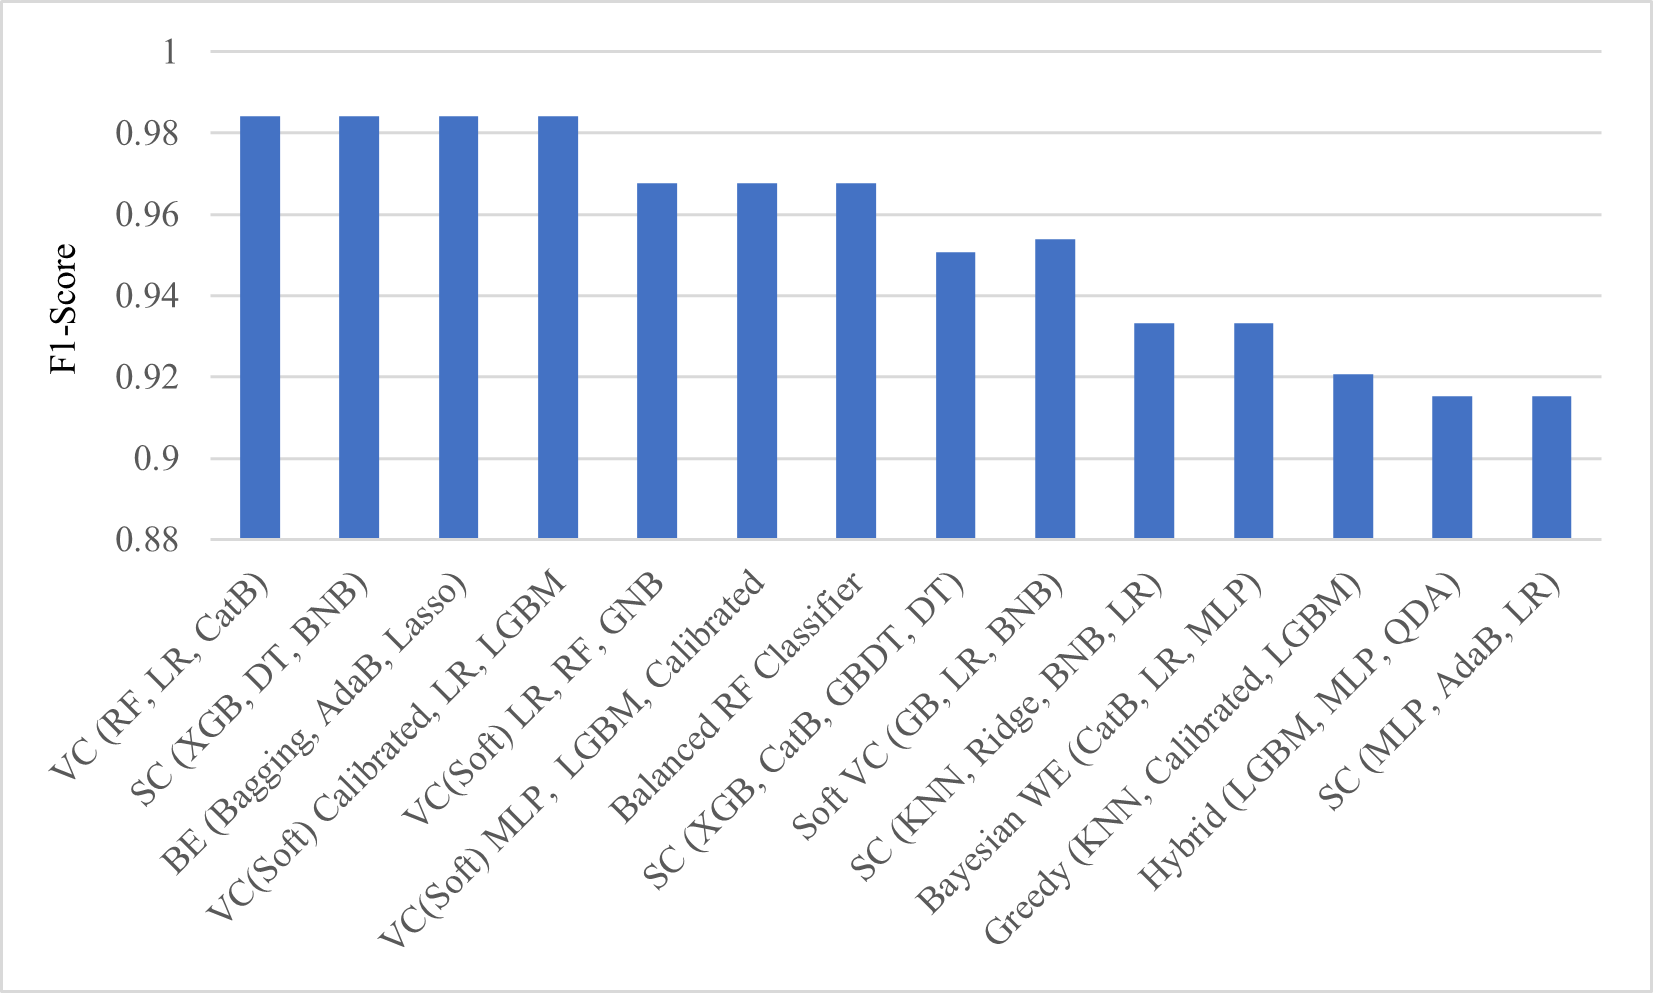 1
0.98
0.96
0.94
0.92
0.9
0.88
F1-Score
VC (RF, LR, CatB)
SC (XGB, DT, BNB)
BE (Bagging, AdaB, Lasso)
VC(Soft) Calibrated, LR, LGBM
VC(Soft) LR, RF, GNB
VC(Soft) MLP, LGBM, Calibrated
Balanced RF Classifier
SC (XGB, CatB, GBDT, DT)
Soft VC (GB, LR, BNB)
SC (KNN, Ridge, BNB, LR)
Bayesian WE (CatB, LR, MLP)
Greedy (KNN, Calibrated, LGBM)
Hybrid (LGBM, MLP, QDA)
SC (MLP, AdaB, LR)